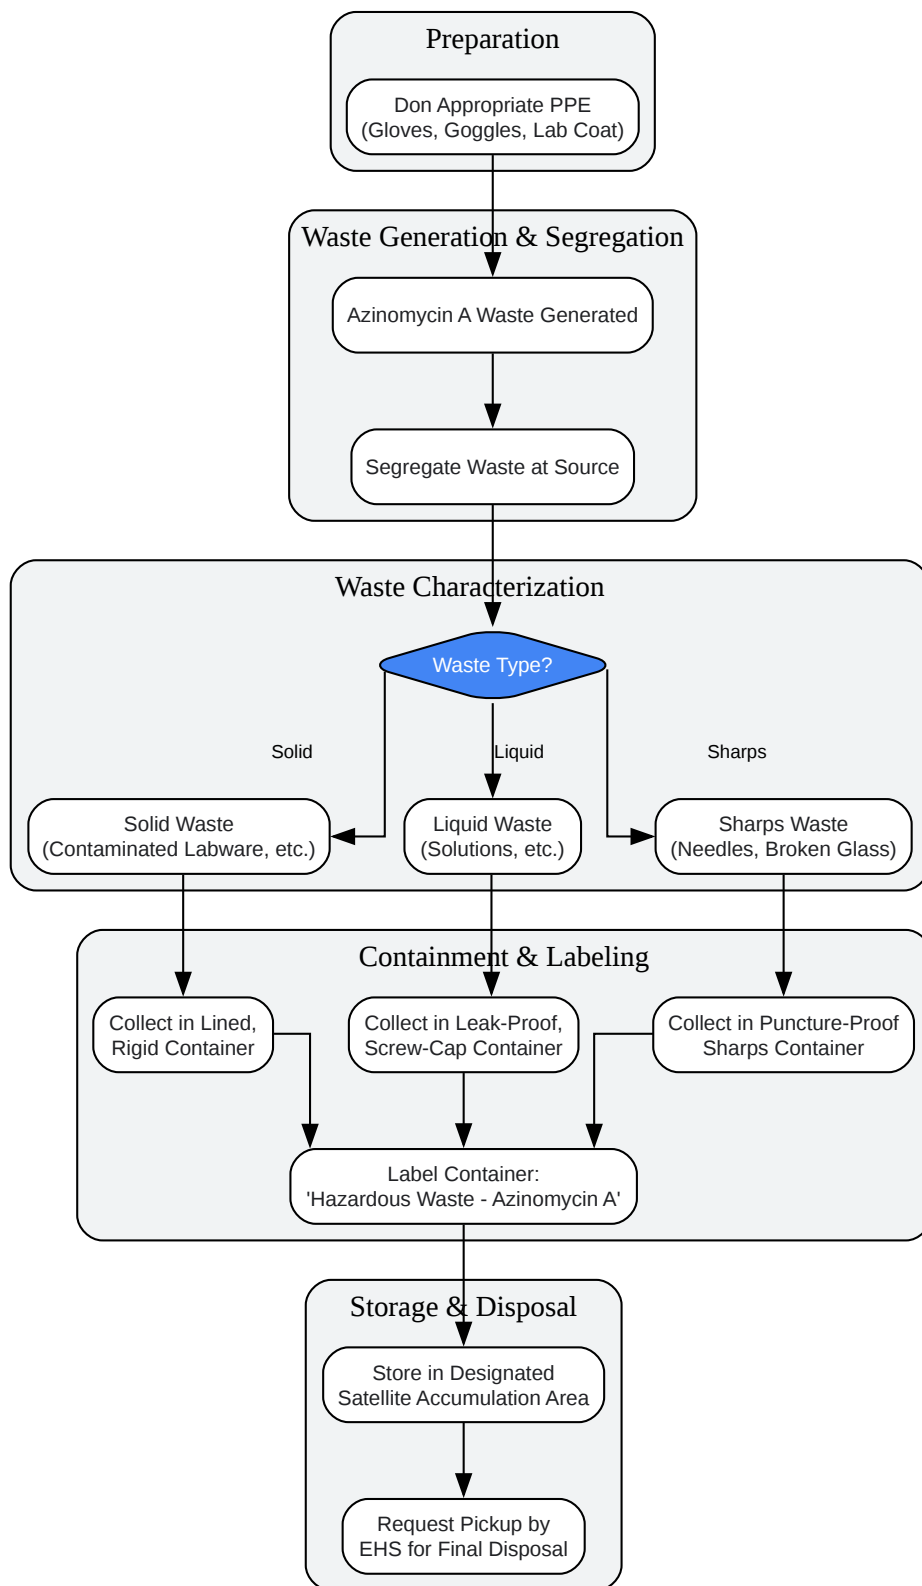 Preparation
Don Appropriate PPE
(Gloves, Goggles, Lab Coat)
Waste Generation & Segregation
Azinomycin A Waste Generated
Segregate Waste at Source
Waste Characterization
Waste Type?
Solid
Liquid
Sharps
Solid Waste
(Contaminated Labware, etc.)
Liquid Waste
(Solutions, etc.)
Sharps Waste
(Needles, Broken Glass)
Containment & Labeling
Collect in Lined,
Rigid Container
Collect in Leak-Proof,
Screw-Cap Container
Collect in Puncture-Proof
Sharps Container
Label Container:
'Hazardous Waste - Azinomycin A'
Storage & Disposal
Store in Designated
Satellite Accumulation Area
Request Pickup by
EHS for Final Disposal